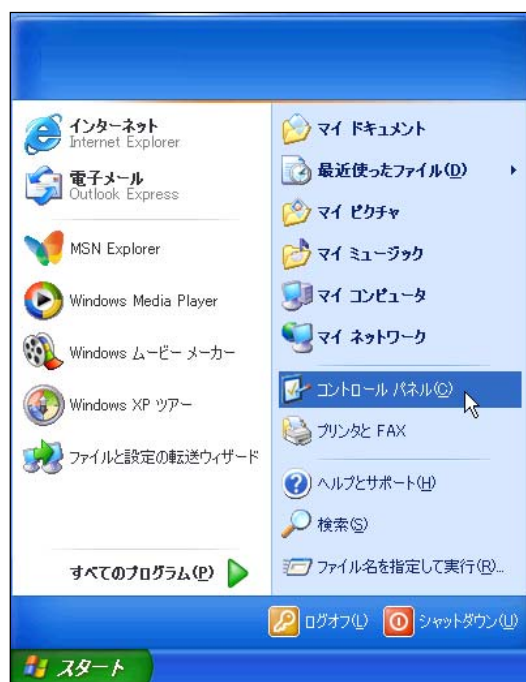 インターネット
Internet Explorer
電子メール
Outlook Express
MSN Explorer
Windows Media Player
Windows ムービー メーカー
Windows XP ツアー
ファイルと設定の転送ウィザード
すべてのプログラム(P)
マイ ドキュメント
最近使ったファイル(D)
マイ ピクチャ
マイ ミュージック
マイ コンピュータ
マイ ネットワーク
コントロール パネル(C)
プリンタと FAX
ヘルプとサポート(H)
検索(S)
ファイル名を指定して実行(R)...
ログオフ(L)
シャットダウン(U)
スタート